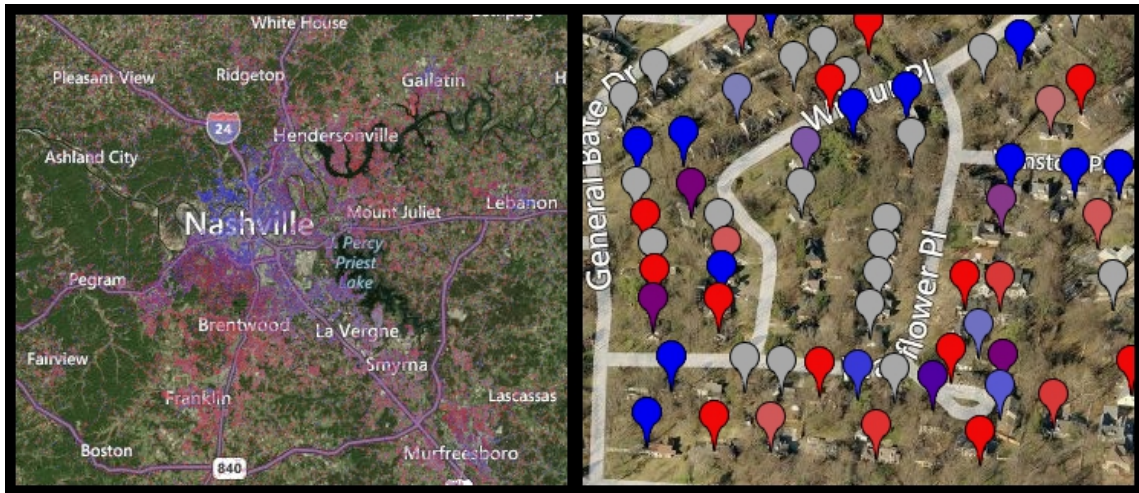 White House
Pleasant View
Ridgetop
Gallatin
24
Hendersonville
Ashland City
Nashville
Mount Juliet
Lebanon
J. Percy
Priest
Lake
Pegram
Brentwood
La Vergne
Fairview
Smyrna
Franklin
Lascassas
Boston
840
Murfreesboro
General Bate Dr
Pl
flower Pl